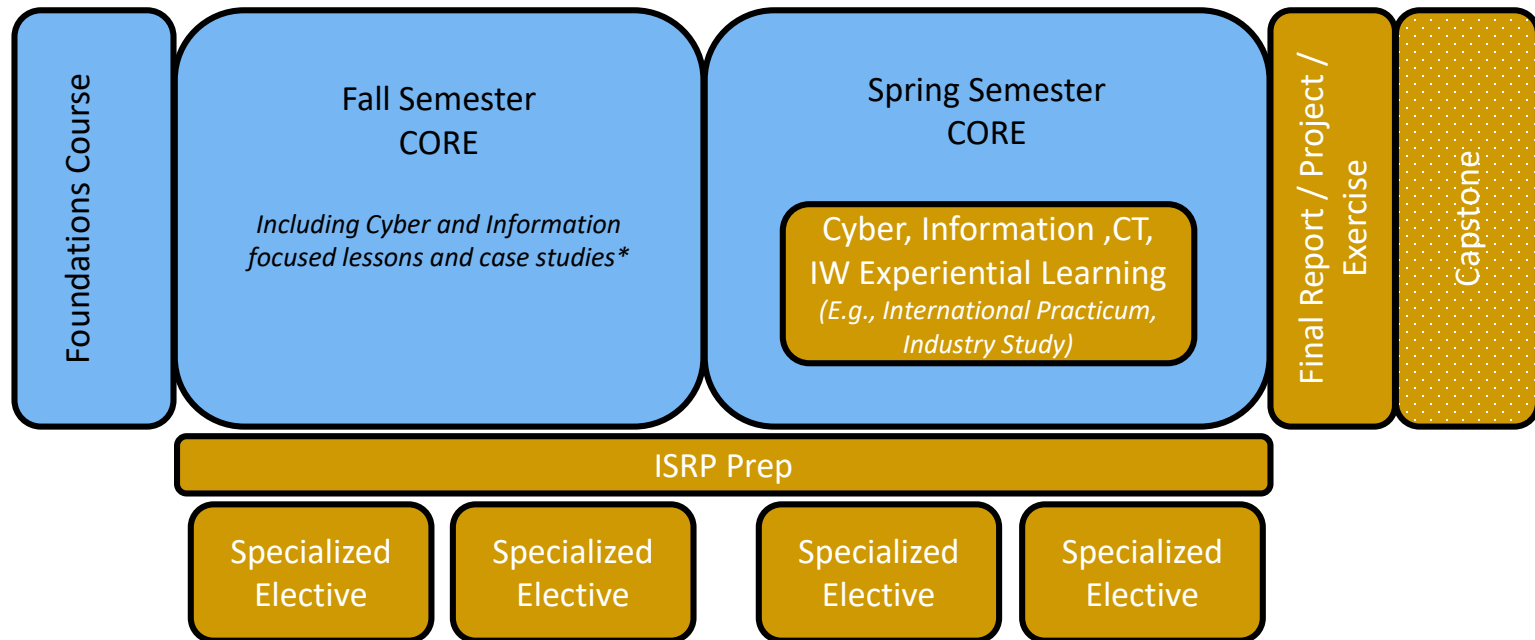 Foundations Course
Fall Semester
CORE
Including Cyber and Information
focused lessons and case studies*
Spring Semester
CORE
Cyber, Information ,CT,
IW Experiential Learning
(E.g., International Practicum,
Industry Study)
Final Report / Project /
Exercise
Capstone
ISRP Prep
Specialized
Elective
Specialized
Elective
Specialized
Elective
Specialized
Elective